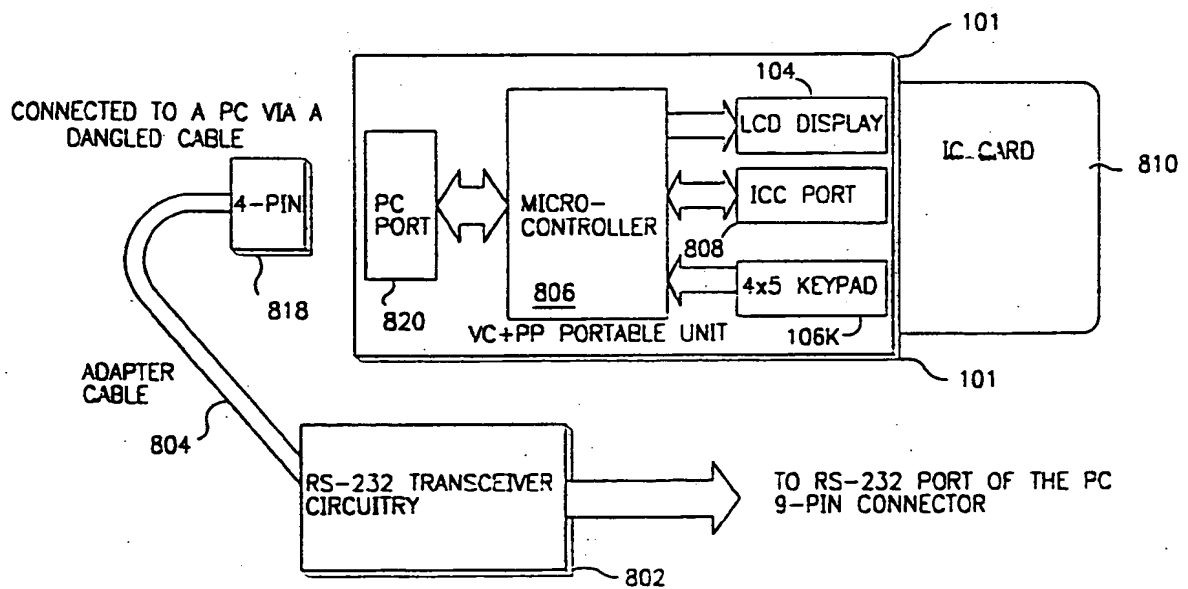 101
CONNECTED TO A PC VIA A
DANGLED CABLE
4-PIN
818
PC
PORT
820
MICRO-
CONTROLLER
806
104
LCD DISPLAY
ICC PORT
808
4x5 KEYPAD
106K
VC+PP PORTABLE UNIT
IC CARD
810
101
ADAPTER
CABLE
804
RS-232 TRANSCEIVER
CIRCUITRY
802
TO RS-232 PORT OF THE PC
9-PIN CONNECTOR